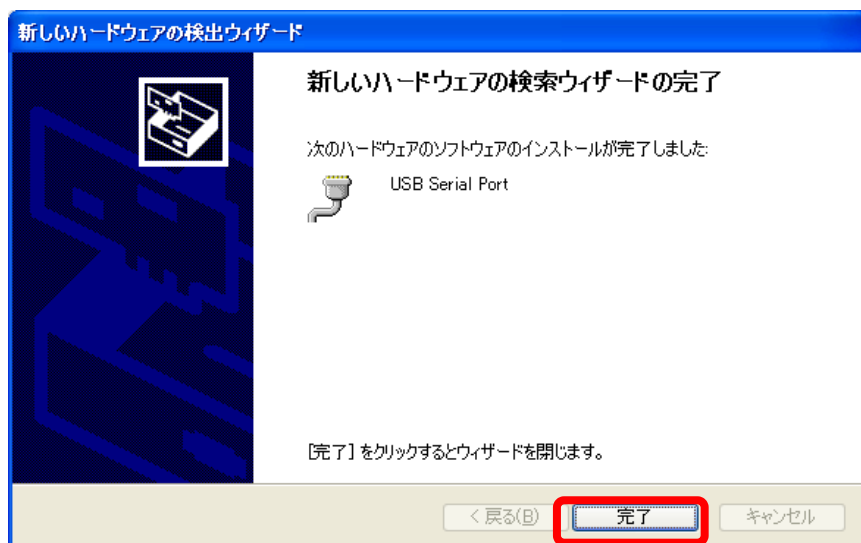 新しいハードウェアの検出ウィザード
新しいハードウェアの検索ウィザードの完了
次のハードウェアのソフトウェアのインストールが完了しました:
USB Serial Port
[完了] をクリックするとウィザードを閉じます。
< 戻る(B) 完了 キャンセル